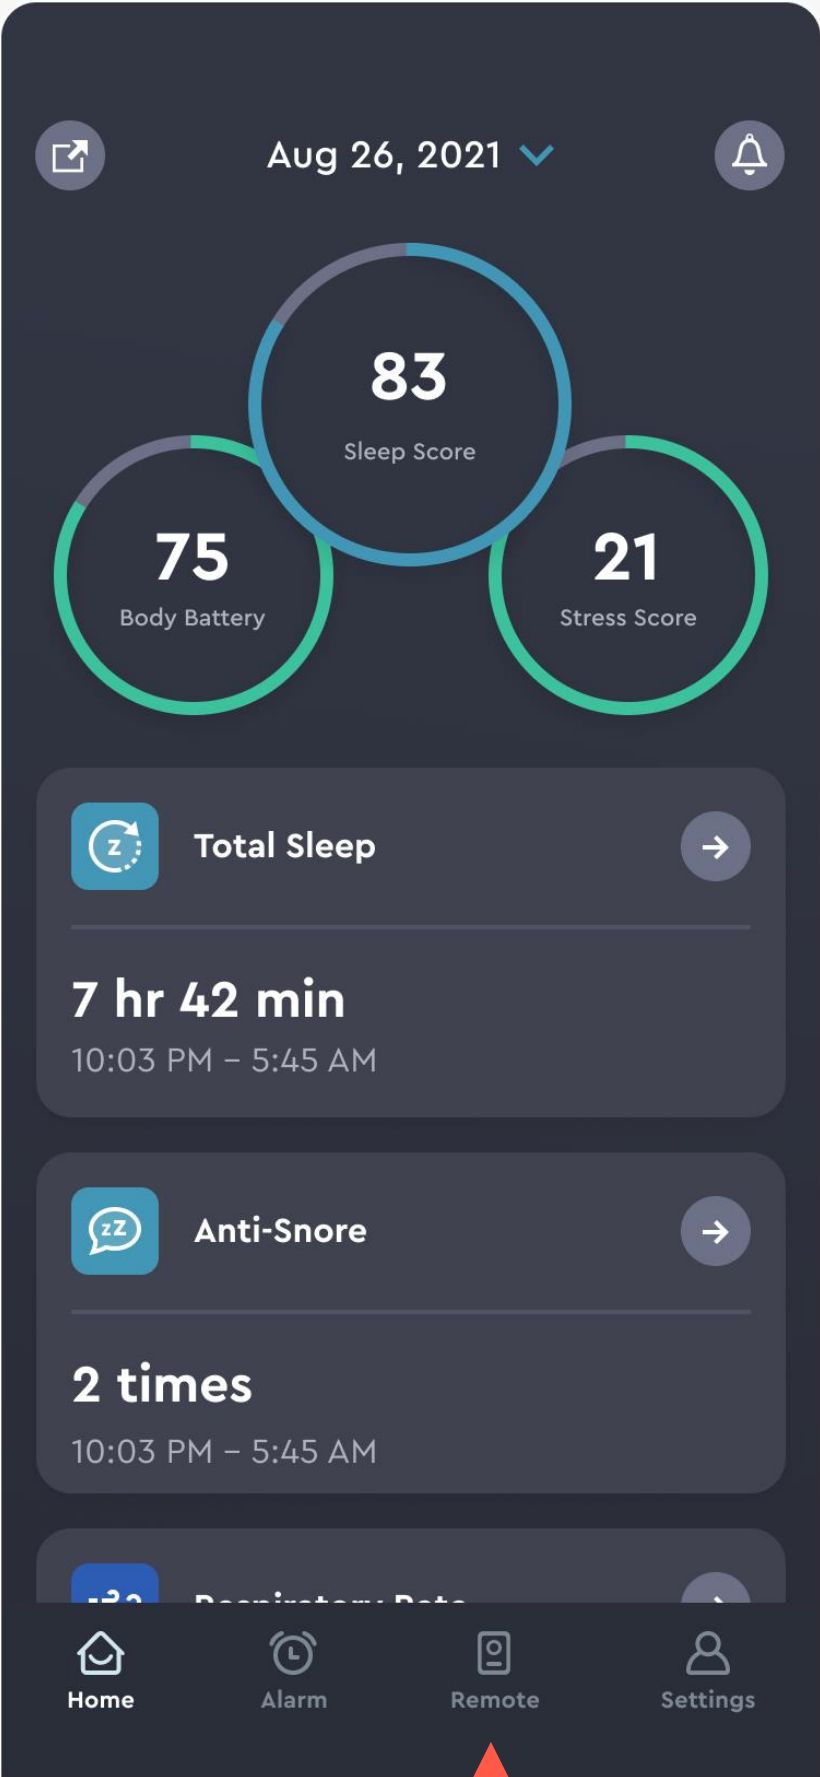 Aug 26, 2021
83
Sleep Score
75
Body Battery
21
Stress Score
Total Sleep
7 hr 42 min
10:03 PM – 5:45 AM
Anti-Snore
2 times
10:03 PM – 5:45 AM
Respiratory Rate
Home
Alarm
Remote
Settings